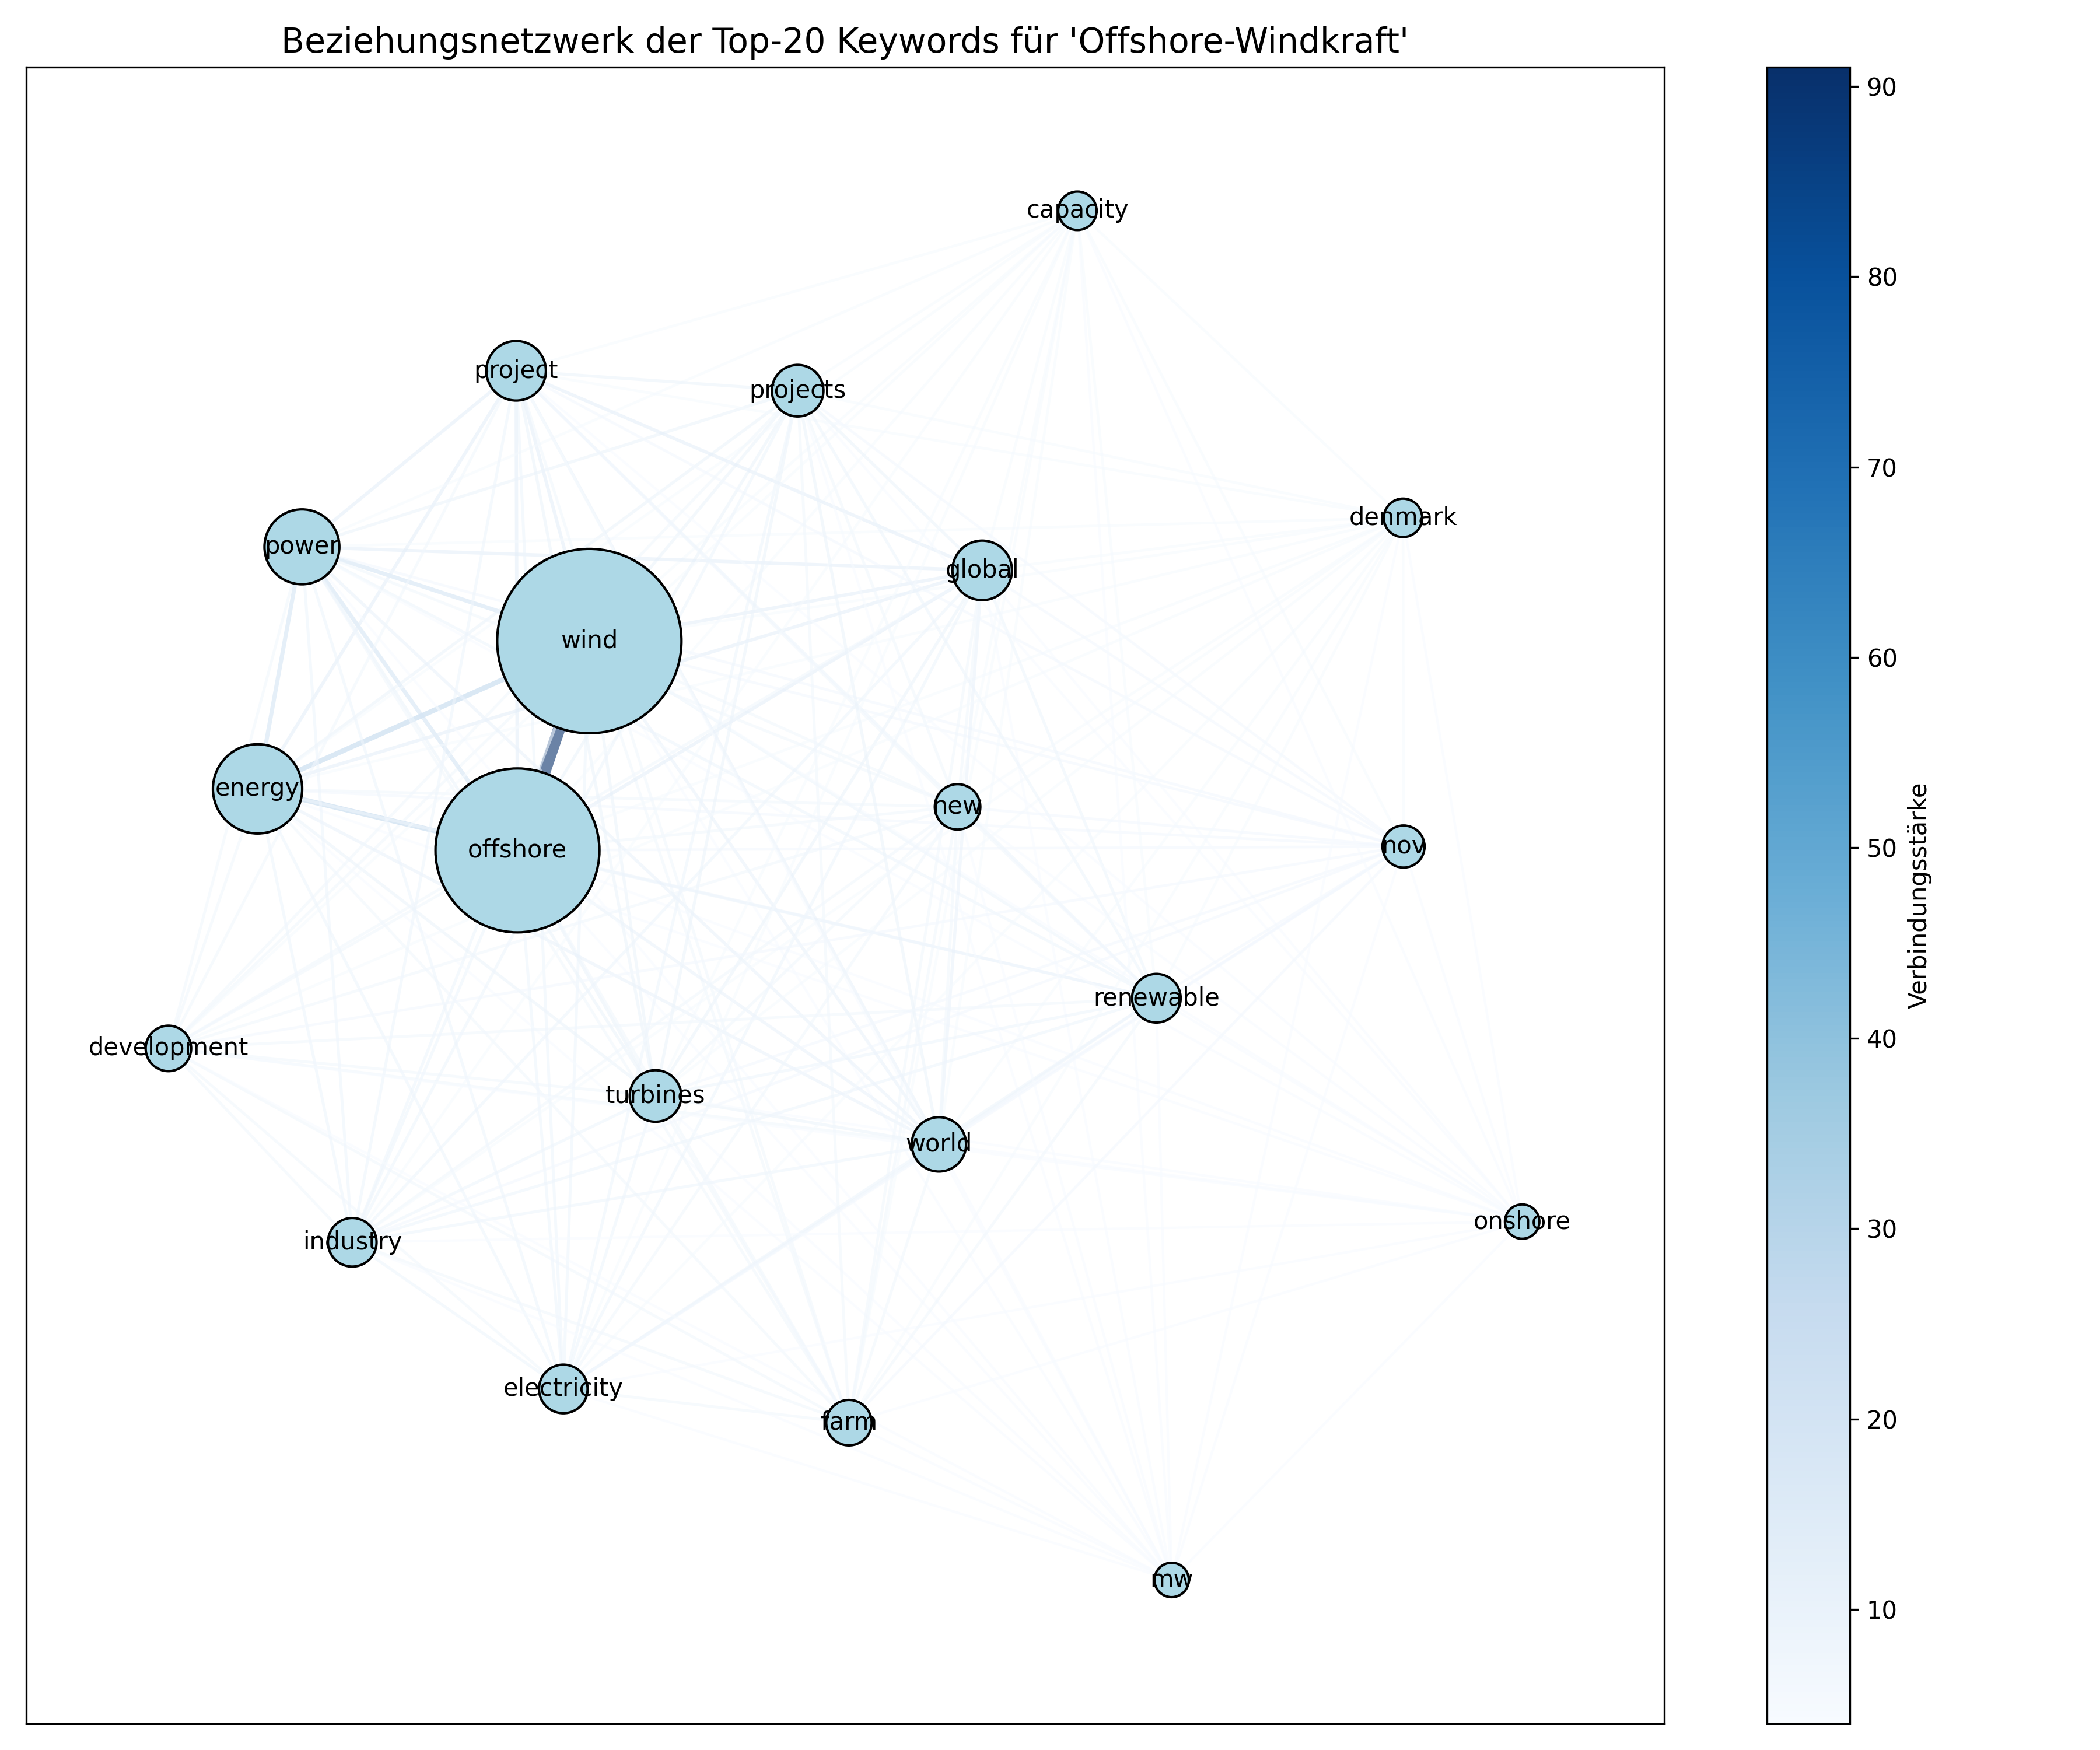 Beziehungsnetzwerk der Top-20 Keywords für 'Offshore-Windkraft'
capacity
project
projects
denmark
power
global
wind
energy
new
offshore
nov
renewable
development
turbines
world
onshore
industry
electricity
farm
mw
90
80
70
60
50
40
30
20
10
Verbindungsstärke